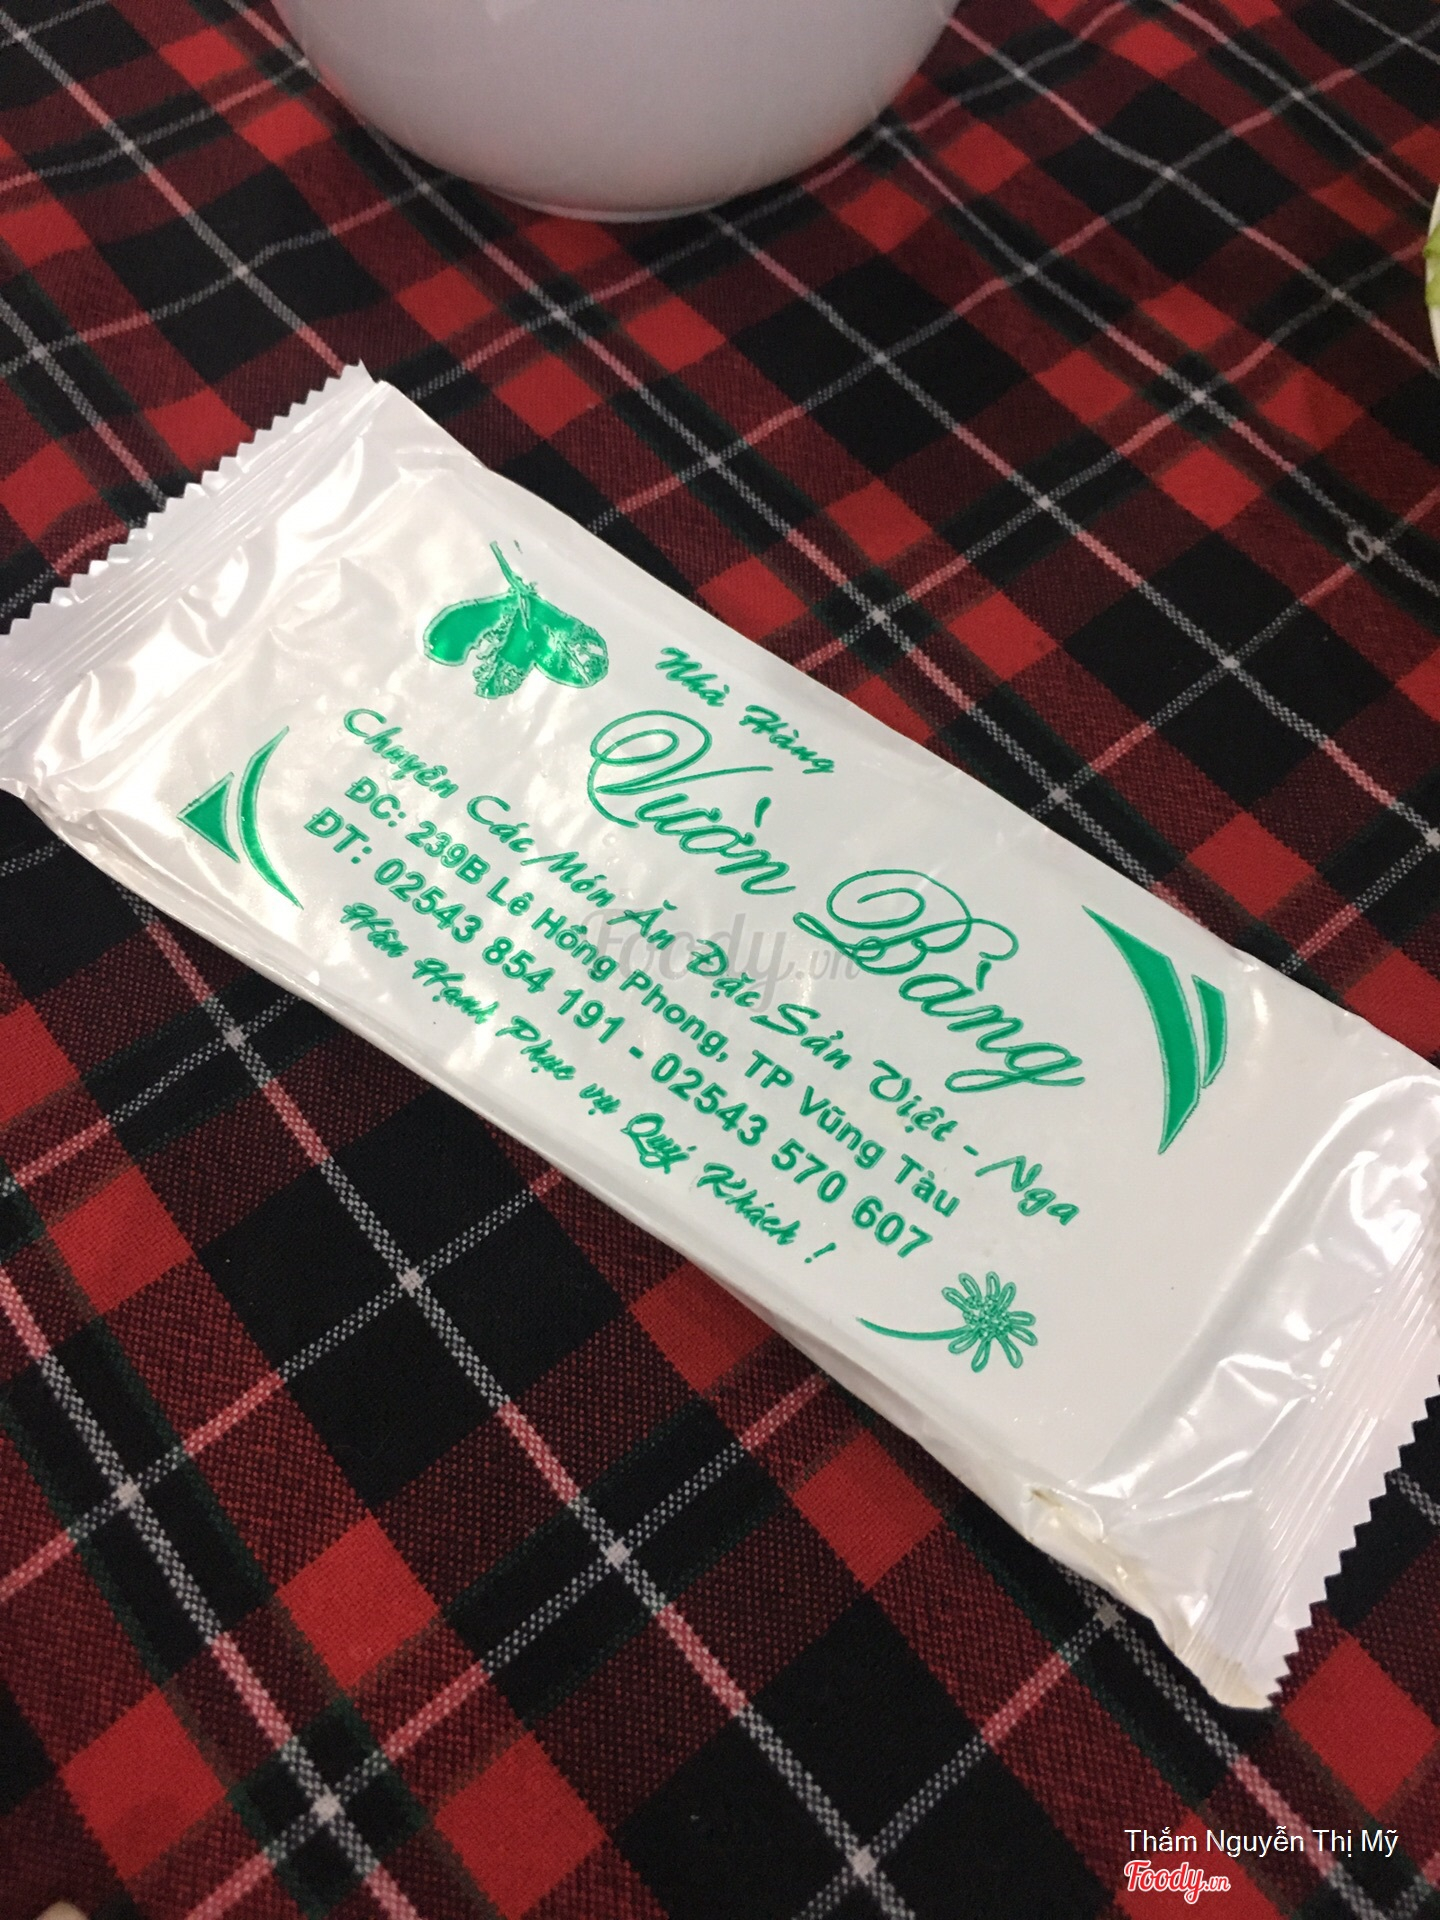 Nhà Hàng
Vườn Bàng
Chuyên Các Món Ăn Đặc Sản Việt - Nga
ĐC: 239B Lê Hồng Phong, TP Vũng Tàu
ĐT: 02543 854 191 - 02543 570 607
Hân Hạnh Phục vụ Quý Khách !
Foody.vn
Thắm Nguyễn Thị Mỹ
Foody.vn